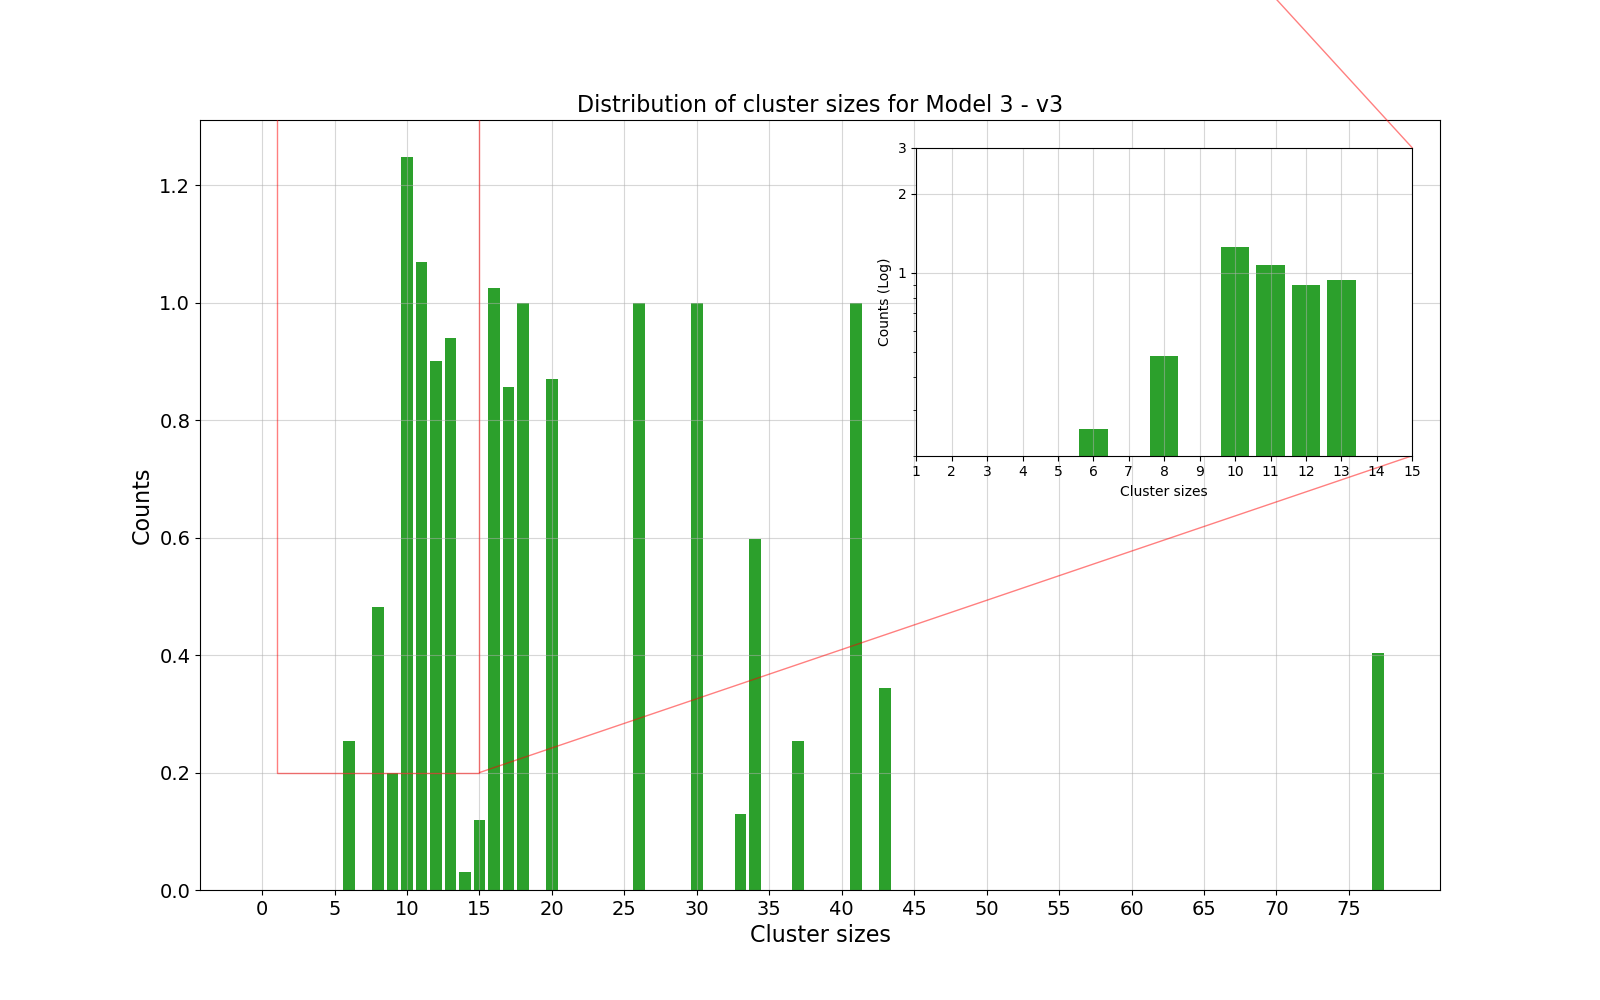 Distribution of cluster sizes for Model 3 - v3
Counts
1.2
1.0
0.8
0.6
0.4
0.2
0.0
0 5 10 15 20 25 30 35 40 45 50 55 60 65 70 75
Cluster sizes
Counts (Log)
3
2
1
1 2 3 4 5 6 7 8 9 10 11 12 13 14 15
Cluster sizes